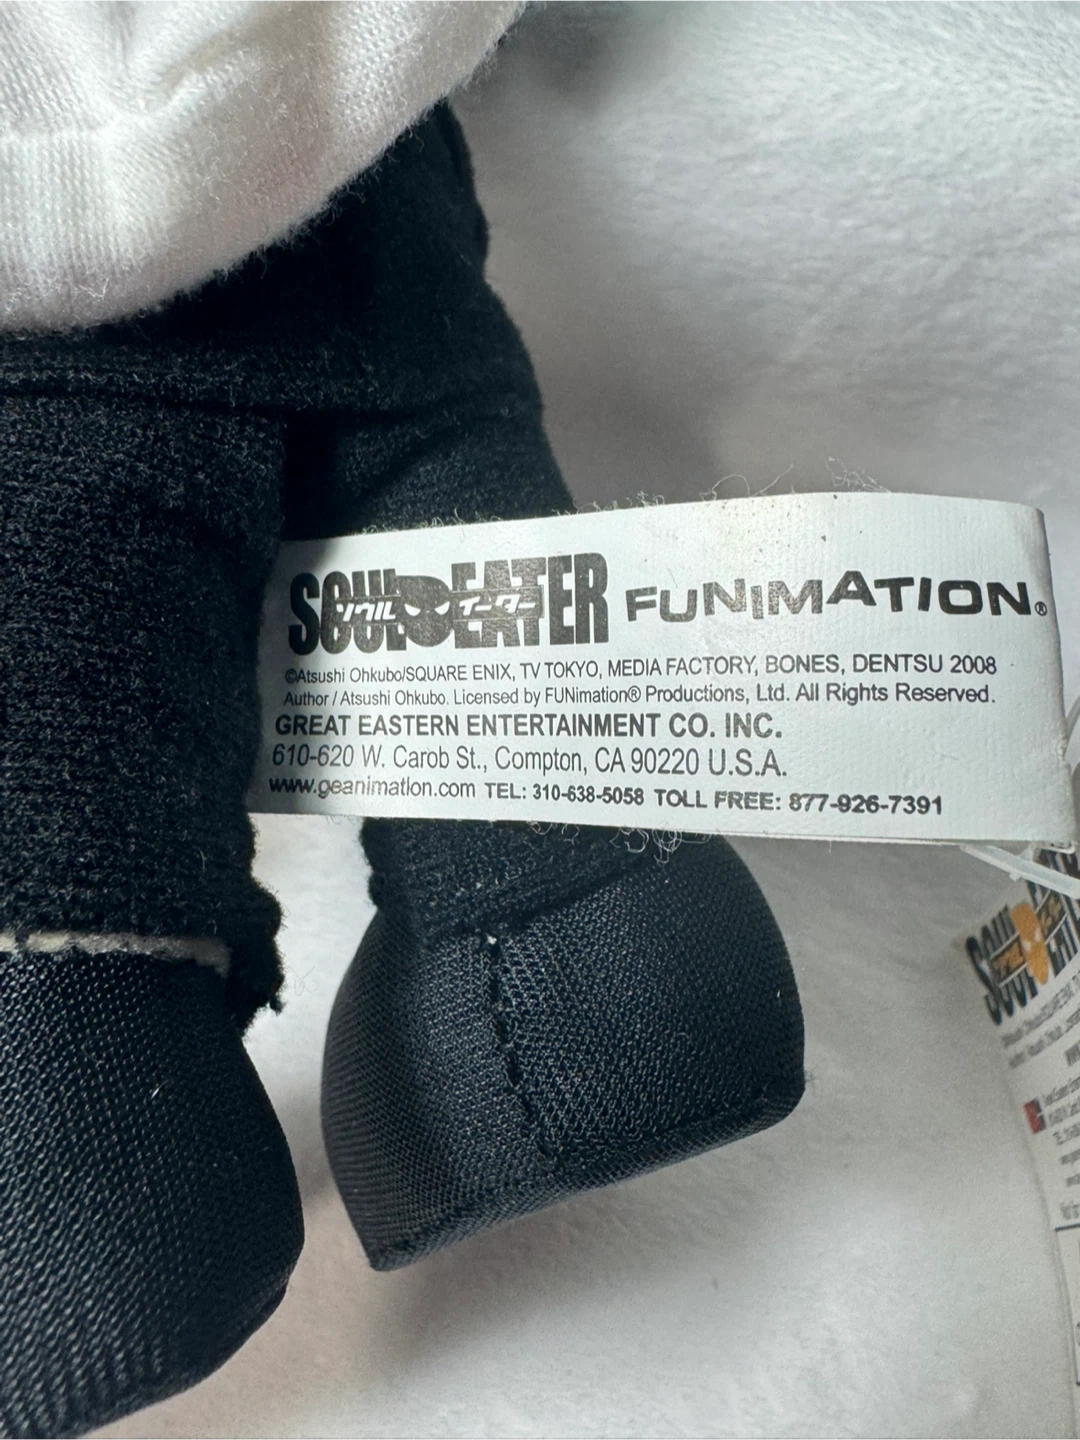 SOUL EATER FUNIMATION®
ソウル イーター
©Atsushi Ohkubo/SQUARE ENIX, TV TOKYO, MEDIA FACTORY, BONES, DENTSU 2008
Author / Atsushi Ohkubo. Licensed by FUNimation® Productions, Ltd. All Rights Reserved.
GREAT EASTERN ENTERTAINMENT CO. INC.
610-620 W. Carob St., Compton, CA 90220 U.S.A.
www.geanimation.com TEL: 310-638-5058 TOLL FREE: 877-926-7391
SOUL